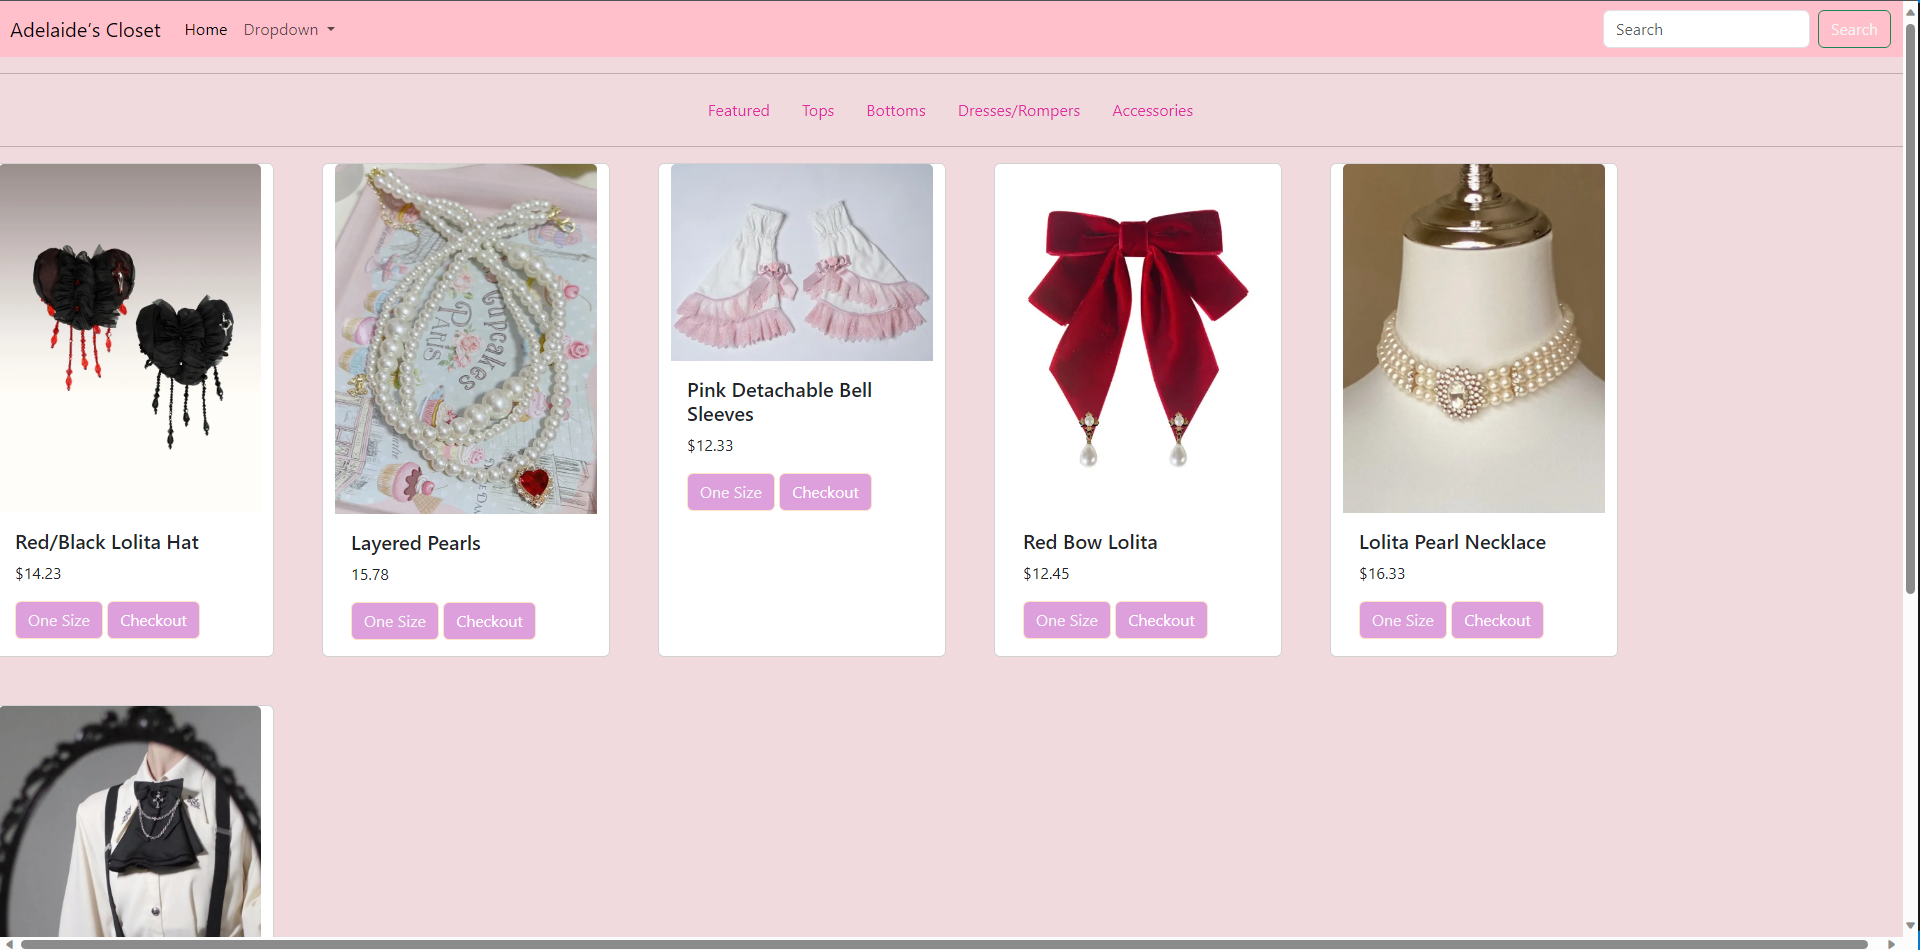 Adelaide's Closet Home Dropdown Search Search
Featured Tops Bottoms Dresses/Rompers Accessories
Cupcakes
PARIS
Red/Black Lolita Hat
$14.23
One Size Checkout
Layered Pearls
15.78
One Size Checkout
Pink Detachable Bell
Sleeves
$12.33
One Size Checkout
Red Bow Lolita
$12.45
One Size Checkout
Lolita Pearl Necklace
$16.33
One Size Checkout